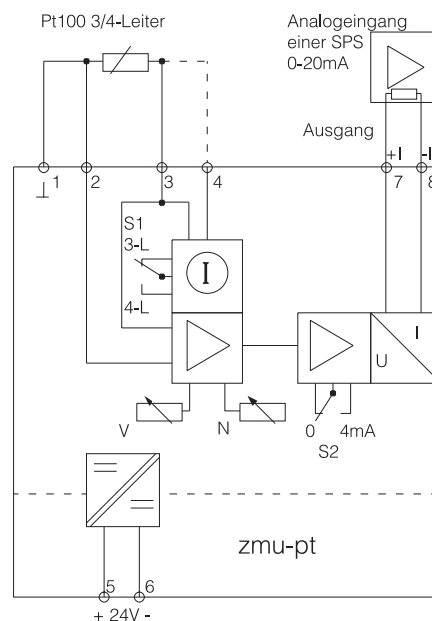 Pt100 3/4-Leiter
Analogeingang
einer SPS
0-20mA
Ausgang
+I -I
1 2 3 4 7 8
S1
3-L
4-L
I
U I
V N
0 4mA
S2
zmu-pt
5 6
+ 24V -